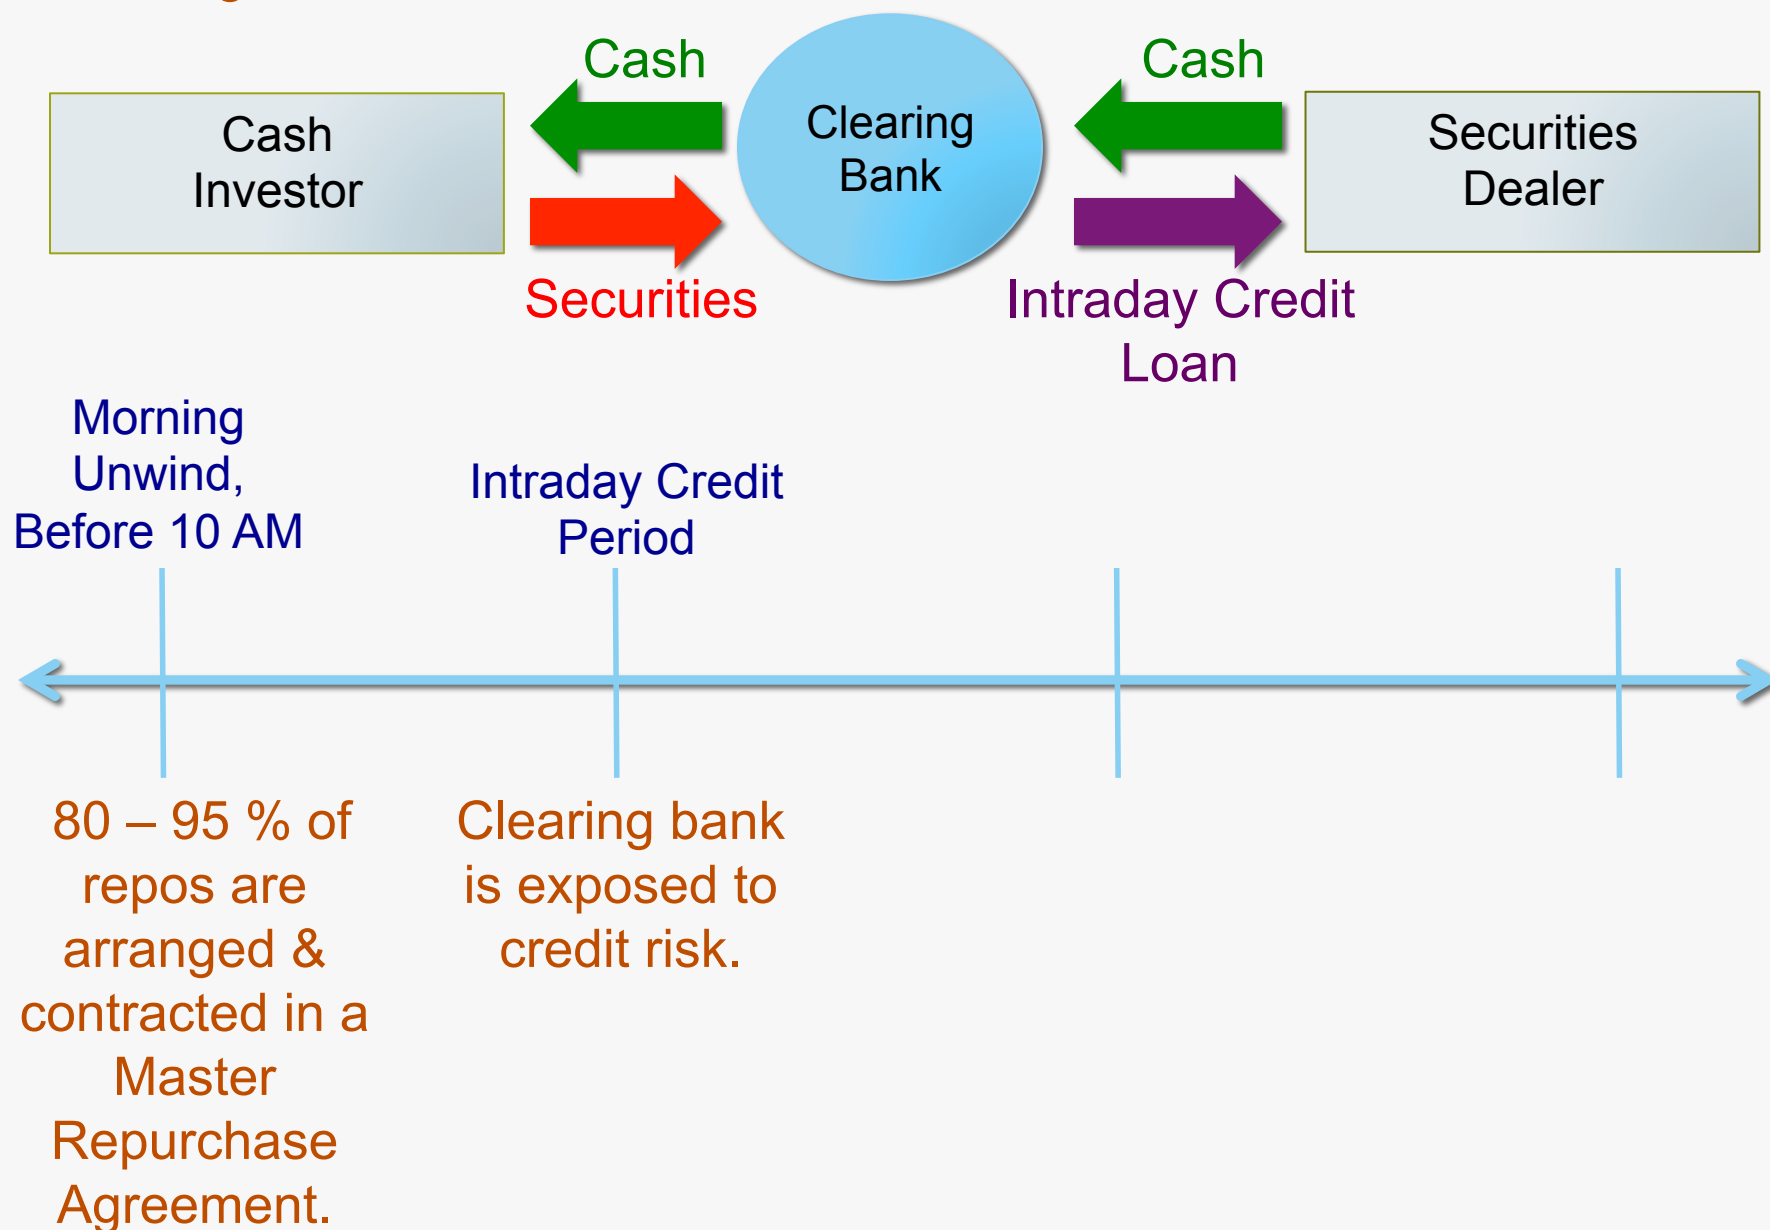 Cash
Cash
Cash
Investor
Clearing
Bank
Securities
Dealer
Securities
Intraday Credit
Loan
Morning
Unwind,
Before 10 AM
Intraday Credit
Period
80 – 95 % of
repos are
arranged &
contracted in a
Master
Repurchase
Agreement.
Clearing bank
is exposed to
credit risk.